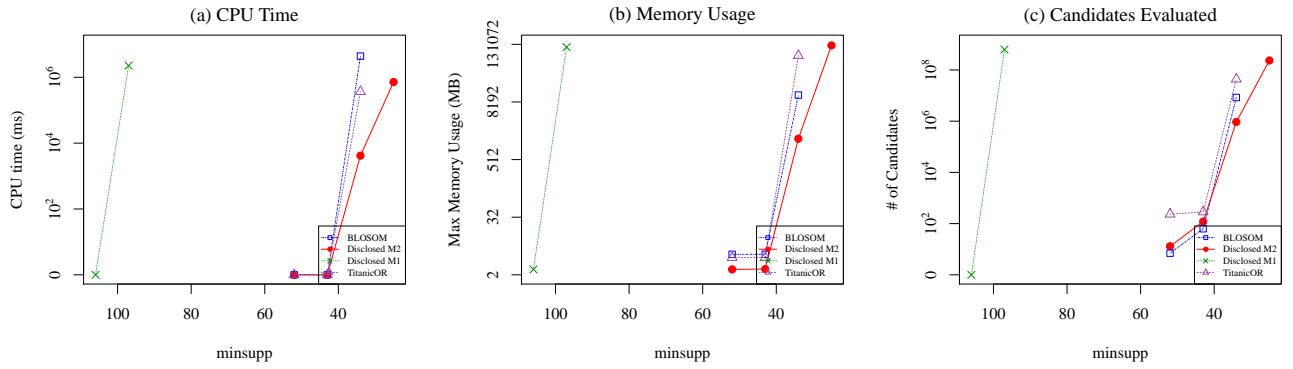 (a) CPU Time
CPU time (ms)
10^6
10^4
10^2
0
100
80
60
40
minsupp
BLOSOM
Disclosed M2
Disclosed M1
TitanicOR
(b) Memory Usage
Max Memory Usage (MB)
131072
8192
512
32
2
100
80
60
40
minsupp
BLOSOM
Disclosed M2
Disclosed M1
TitanicOR
(c) Candidates Evaluated
# of Candidates
10^8
10^6
10^4
10^2
0
100
80
60
40
minsupp
BLOSOM
Disclosed M2
Disclosed M1
TitanicOR